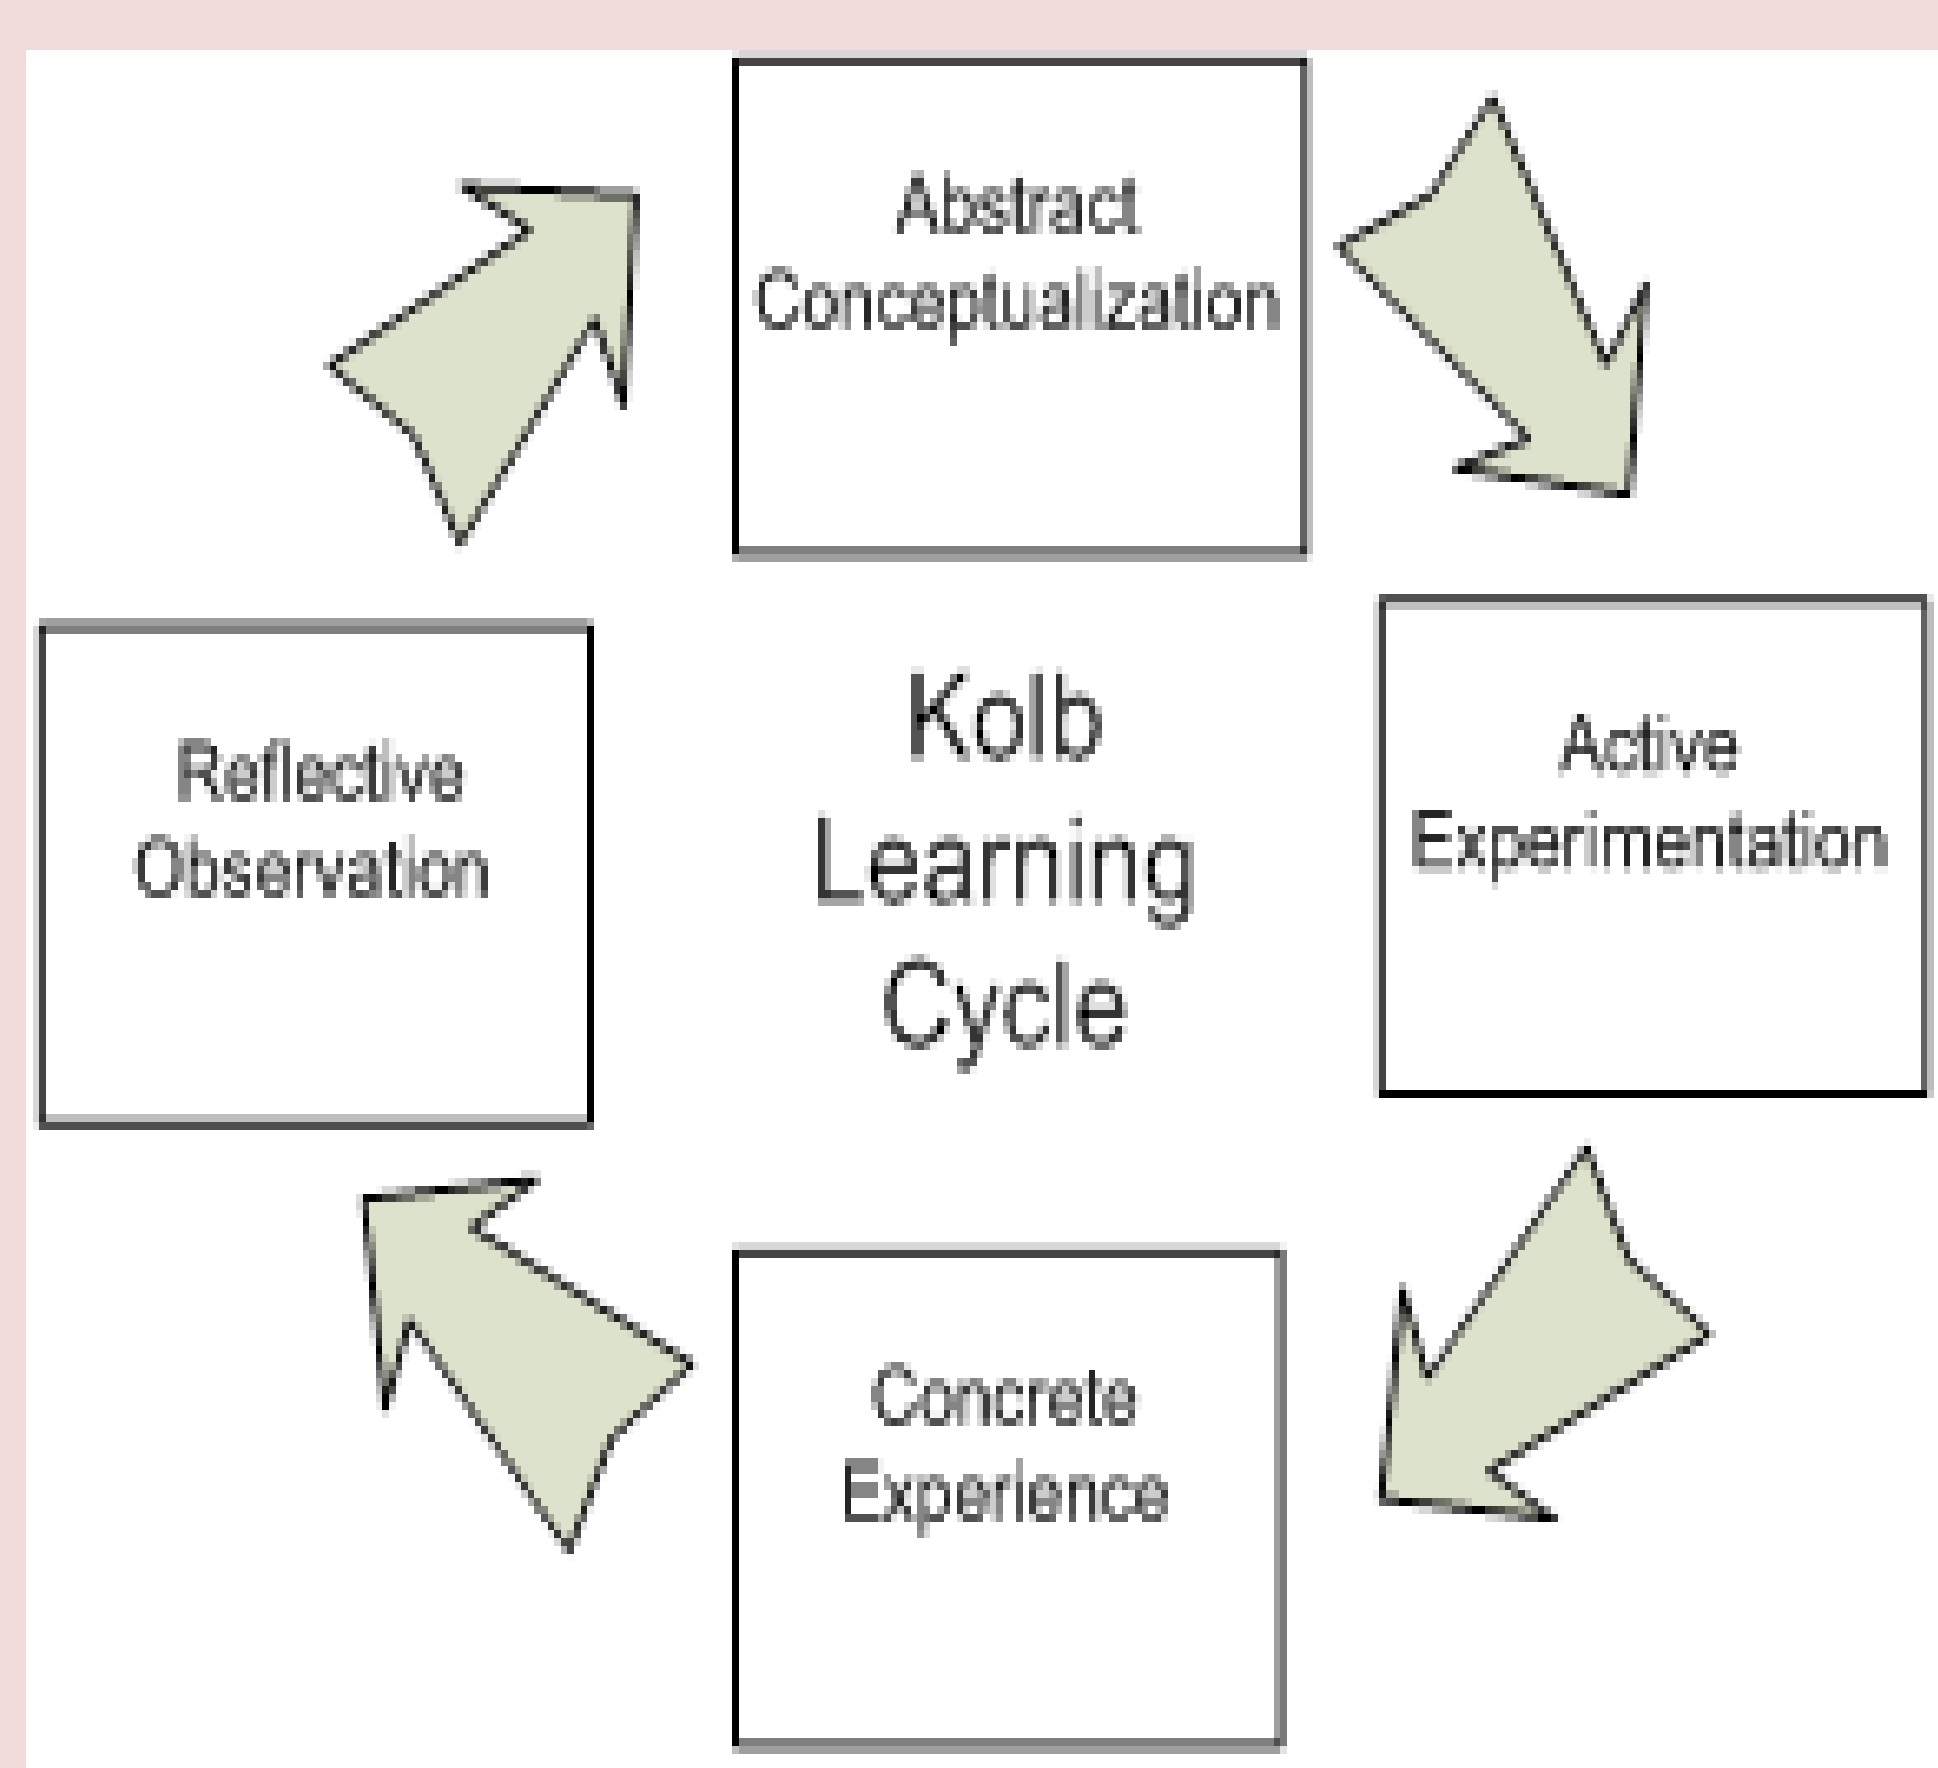 Abstract
Conceptualization
Kolb
Learning
Cycle
Reflective
Observation
Active
Experimentation
Concrete
Experience